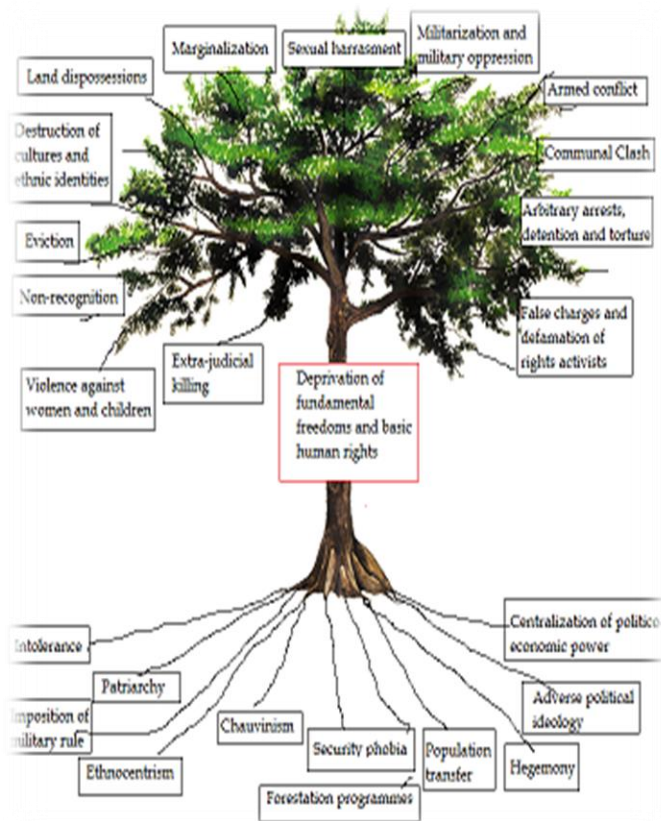 Marginalization
Sexual harrasment
Militarization and
military oppression
Land dispossessions
Armed conflict
Destruction of
cultures and
ethnic identities
Communal Clash
Arbitrary arrests,
detention and torture
Eviction
Non-recognition
False charges and
defamation of
rights activists
Extra-judicial
killing
Violence against
women and children
Deprivation of
fundamental
freedoms and basic
human rights
Intolerance
Centralization of politico
economic power
Patriarchy
Adverse political
ideology
Imposition of
military rule
Chauvinism
Security phobia
Population
transfer
Hegemony
Ethnocentrism
Forestation programmes